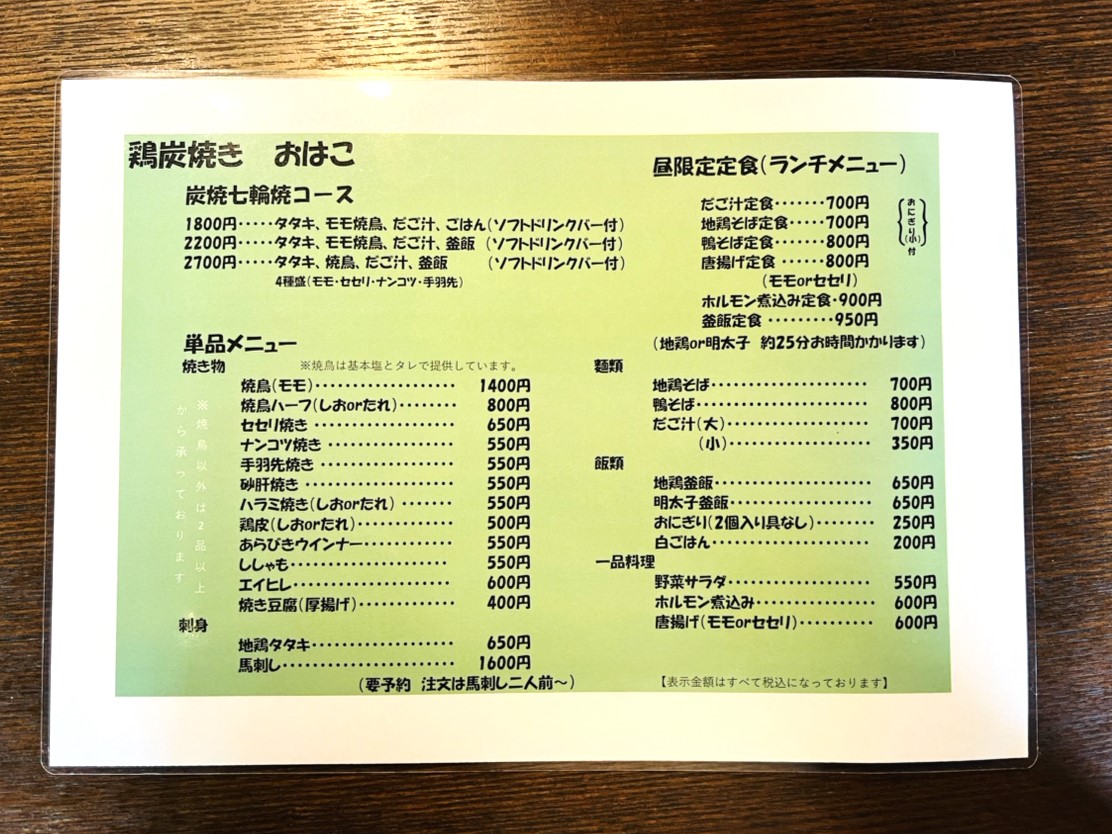 鶏炭焼き　おはこ
炭焼七輪焼コース
1800円‥‥‥タタキ、モモ焼鳥、だご汁、ごはん(ソフトドリンクバー付)
2200円‥‥‥タタキ、モモ焼鳥、だご汁、釜飯 (ソフトドリンクバー付)
2700円‥‥‥タタキ、焼鳥、だご汁、釜飯 (ソフトドリンクバー付)
4種盛(モモ・セセリ・ナンコツ・手羽先)
昼限定定食(ランチメニュー)
だご汁定食‥‥‥700円
地鶏そば定食‥‥‥700円
鴨そば定食‥‥‥800円
唐揚げ定食‥‥‥800円
(モモorセセリ)
ホルモン煮込み定食・900円
釜飯定食‥‥‥950円
(地鶏or明太子 約25分お時間かかります)
おにぎり(小)付
単品メニュー
焼き物 ※焼鳥は基本塩とタレで提供しています。
焼鳥(モモ)‥‥‥1400円
焼鳥ハーフ(しおorたれ)‥‥‥800円
セセリ焼き‥‥‥650円
ナンコツ焼き‥‥‥550円
手羽先焼き‥‥‥550円
砂肝焼き‥‥‥550円
ハラミ焼き(しおorたれ)‥‥‥550円
鶏皮(しおorたれ)‥‥‥500円
あらびきウインナー‥‥‥550円
ししゃも‥‥‥550円
エイヒレ‥‥‥600円
焼き豆腐(厚揚げ)‥‥‥400円
※焼鳥以外は2品以上
から承っております
刺身
地鶏タタキ‥‥‥650円
馬刺し‥‥‥1600円
(要予約 注文は馬刺し二人前〜)
麺類
地鶏そば‥‥‥700円
鴨そば‥‥‥800円
だご汁(大)‥‥‥700円
(小)‥‥‥350円
飯類
地鶏釜飯‥‥‥650円
明太子釜飯‥‥‥650円
おにぎり(2個入り具なし)‥‥‥250円
白ごはん‥‥‥200円
一品料理
野菜サラダ‥‥‥550円
ホルモン煮込み‥‥‥600円
唐揚げ(モモorセセリ)‥‥‥600円
【表示金額はすべて税込になっております】